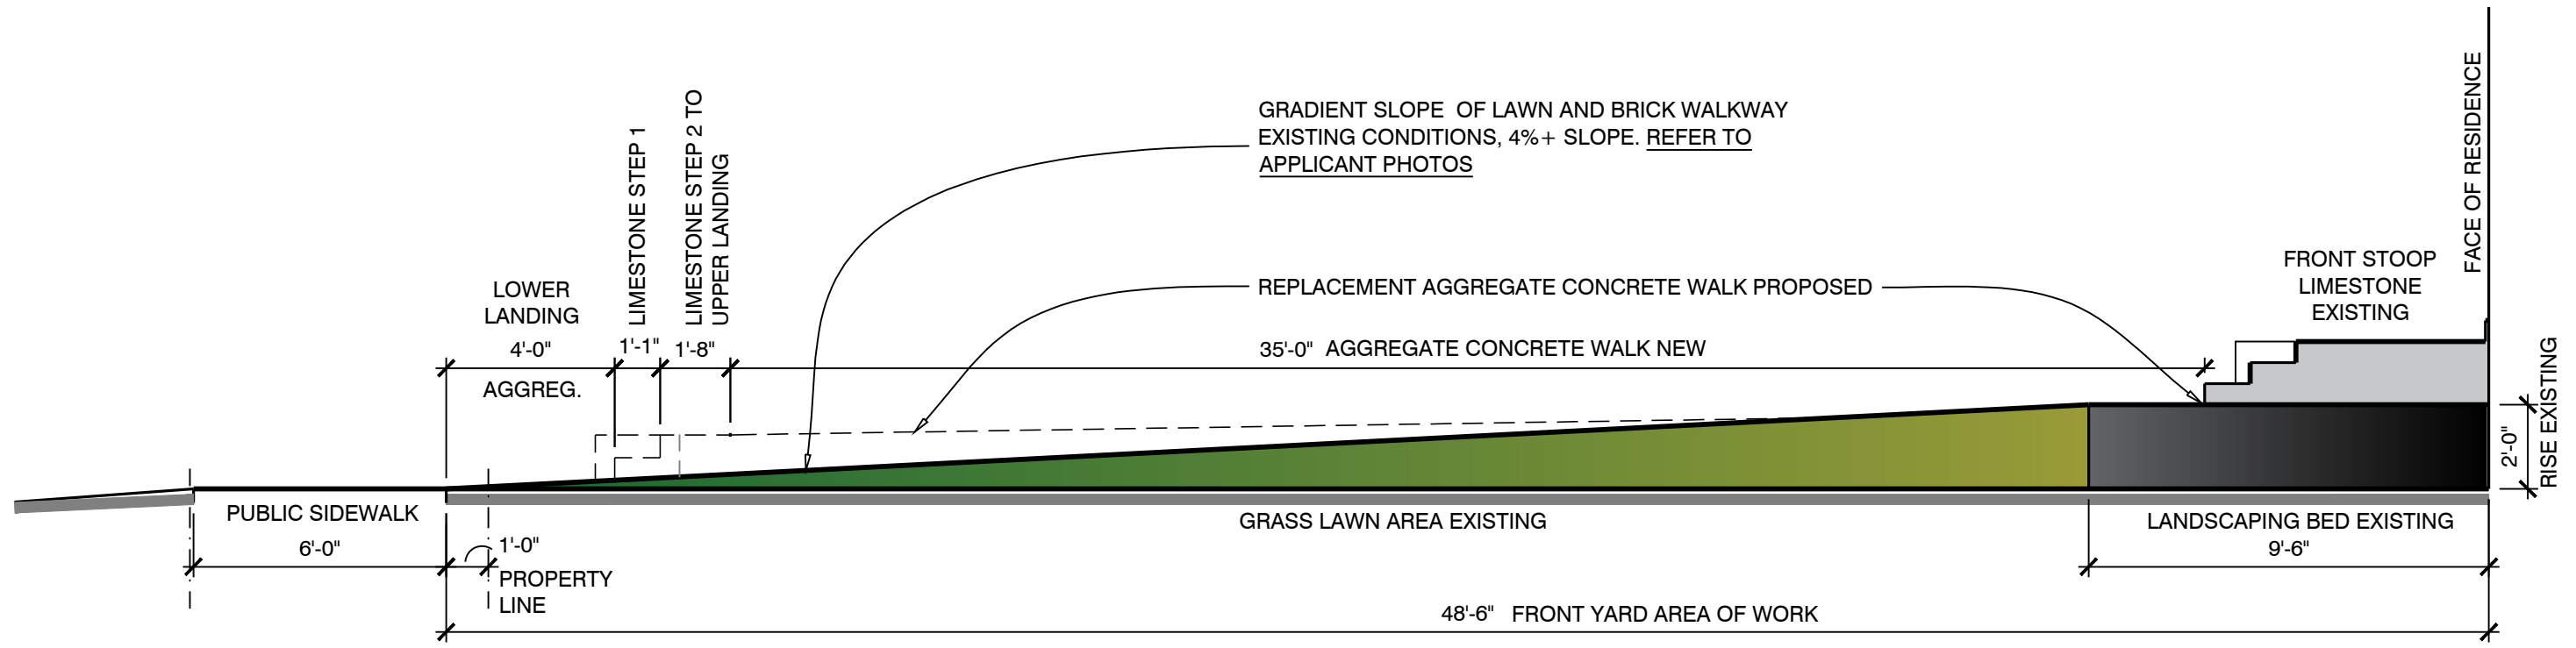 GRADIENT SLOPE OF LAWN AND BRICK WALKWAY
EXISTING CONDITIONS, 4%+ SLOPE. REFER TO
APPLICANT PHOTOS
FACE OF RESIDENCE
LIMESTONE STEP 1
LIMESTONE STEP 2 TO
UPPER LANDING
LOWER
LANDING
4'-0"
1'-1"
1'-8"
AGGREG.
REPLACEMENT AGGREGATE CONCRETE WALK PROPOSED
35'-0" AGGREGATE CONCRETE WALK NEW
FRONT STOOP
LIMESTONE
EXISTING
2'-0"
RISE EXISTING
PUBLIC SIDEWALK
6'-0"
1'-0"
PROPERTY
LINE
GRASS LAWN AREA EXISTING
LANDSCAPING BED EXISTING
9'-6"
48'-6" FRONT YARD AREA OF WORK